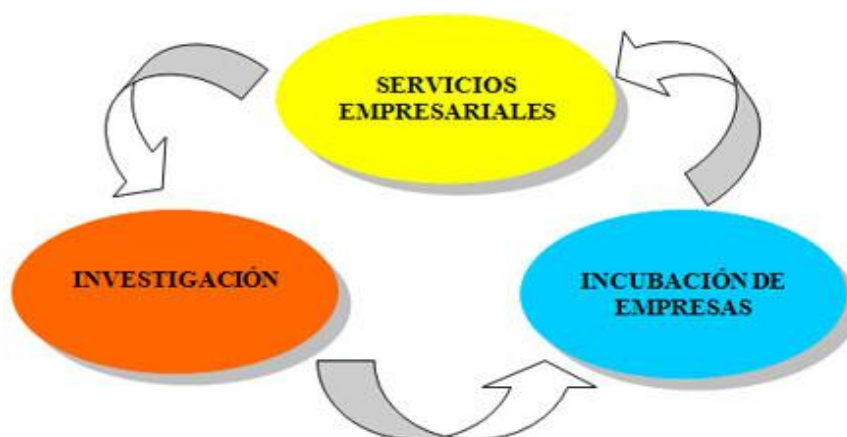 SERVICIOS
EMPRESARIALES
INVESTIGACIÓN
INCUBACIÓN DE
EMPRESAS